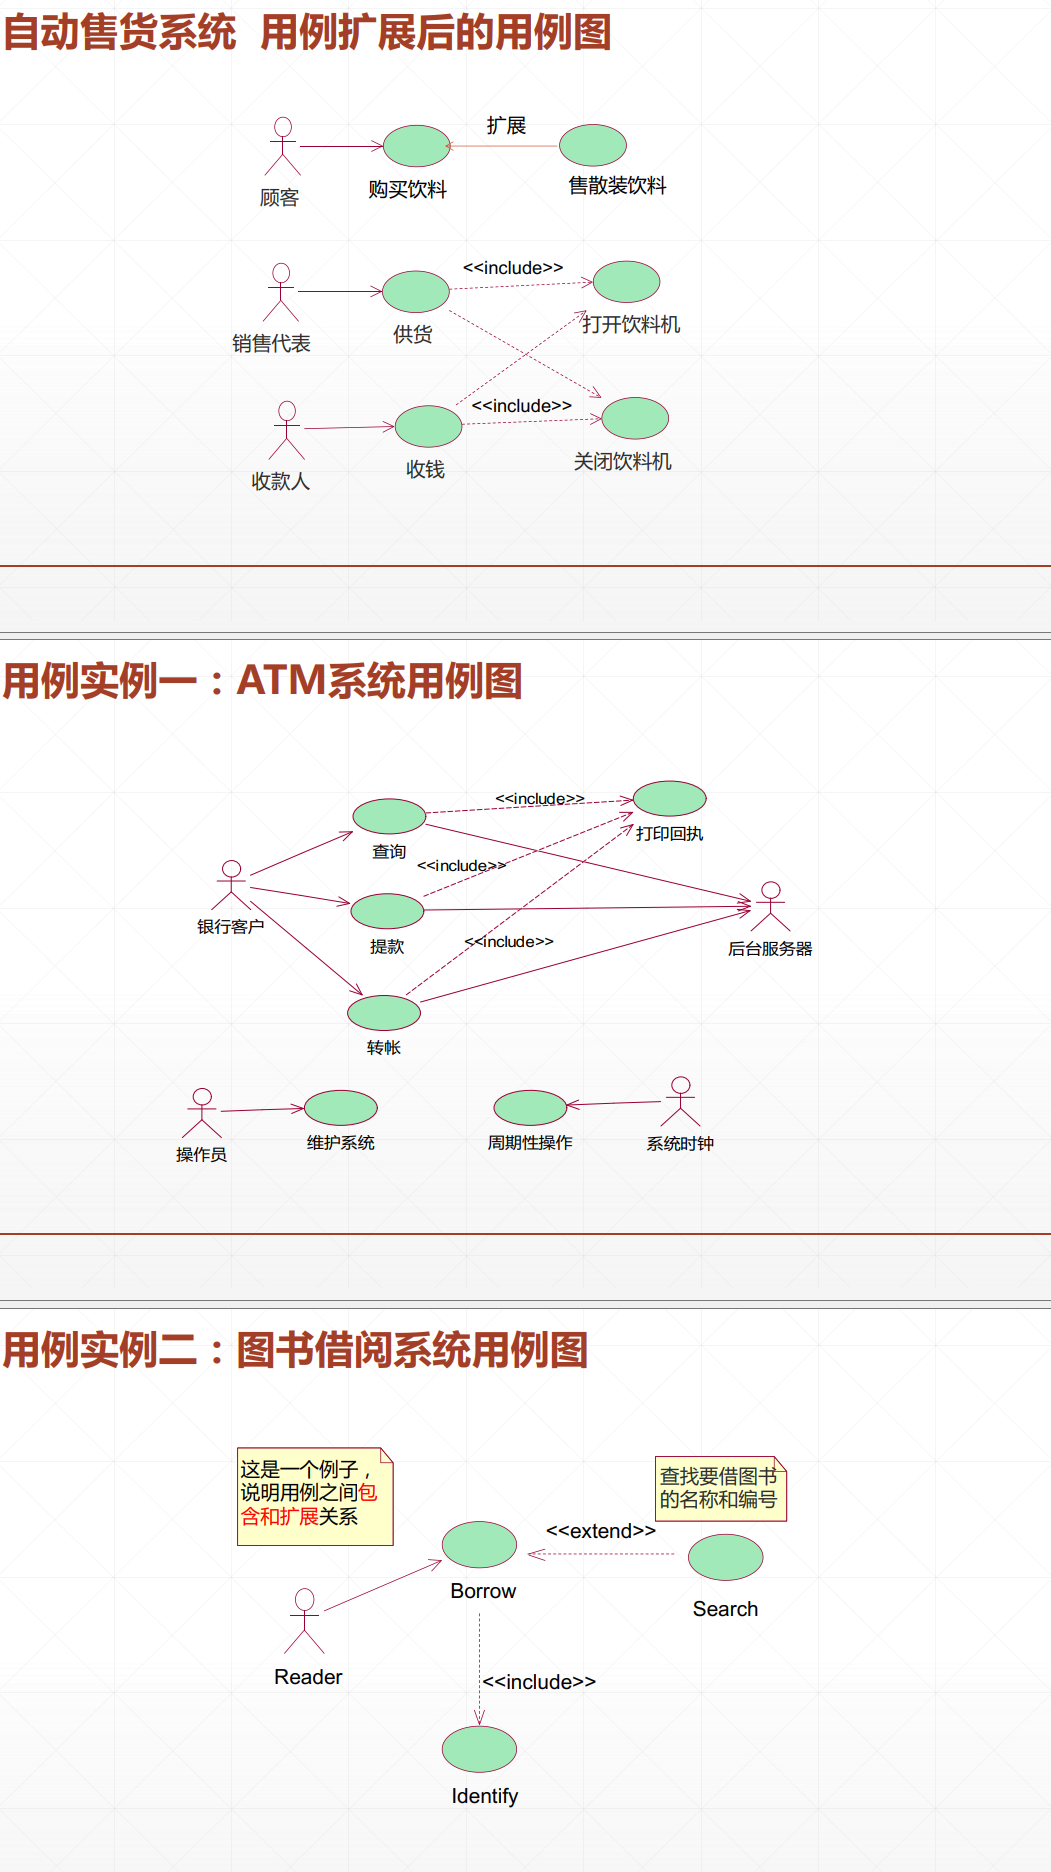 自动售货系统 用例扩展后的用例图
扩展
顾客
购买饮料
售散装饮料
<<include>>
销售代表
供货
打开饮料机
<<include>>
收款人
收钱
关闭饮料机
用例实例一：ATM系统用例图
<<include>>
打印回执
查询
<<include>>
银行客户
提款
<<include>>
后台服务器
转帐
操作员
维护系统
周期性操作
系统时钟
用例实例二：图书借阅系统用例图
这是一个例子，
说明用例之间包
含和扩展关系
查找要借图书
的名称和编号
<<extend>>
Borrow
Search
Reader
<<include>>
Identify